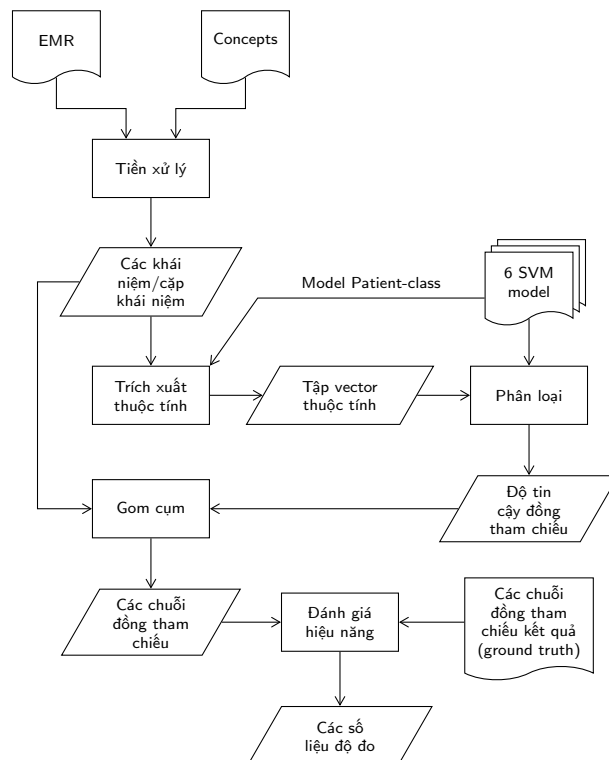 EMR
Concepts
Tiền xử lý
Các khái
niệm/cặp
khái niệm
Model Patient-class
6 SVM
model
Trích xuất
thuộc tính
Tập vector
thuộc tính
Phân loại
Gom cụm
Độ tin
cậy đồng
tham chiếu
Các chuỗi
đồng tham
chiếu
Đánh giá
hiệu năng
Các chuỗi
đồng tham
chiếu kết quả
(ground truth)
Các số
liệu độ đo